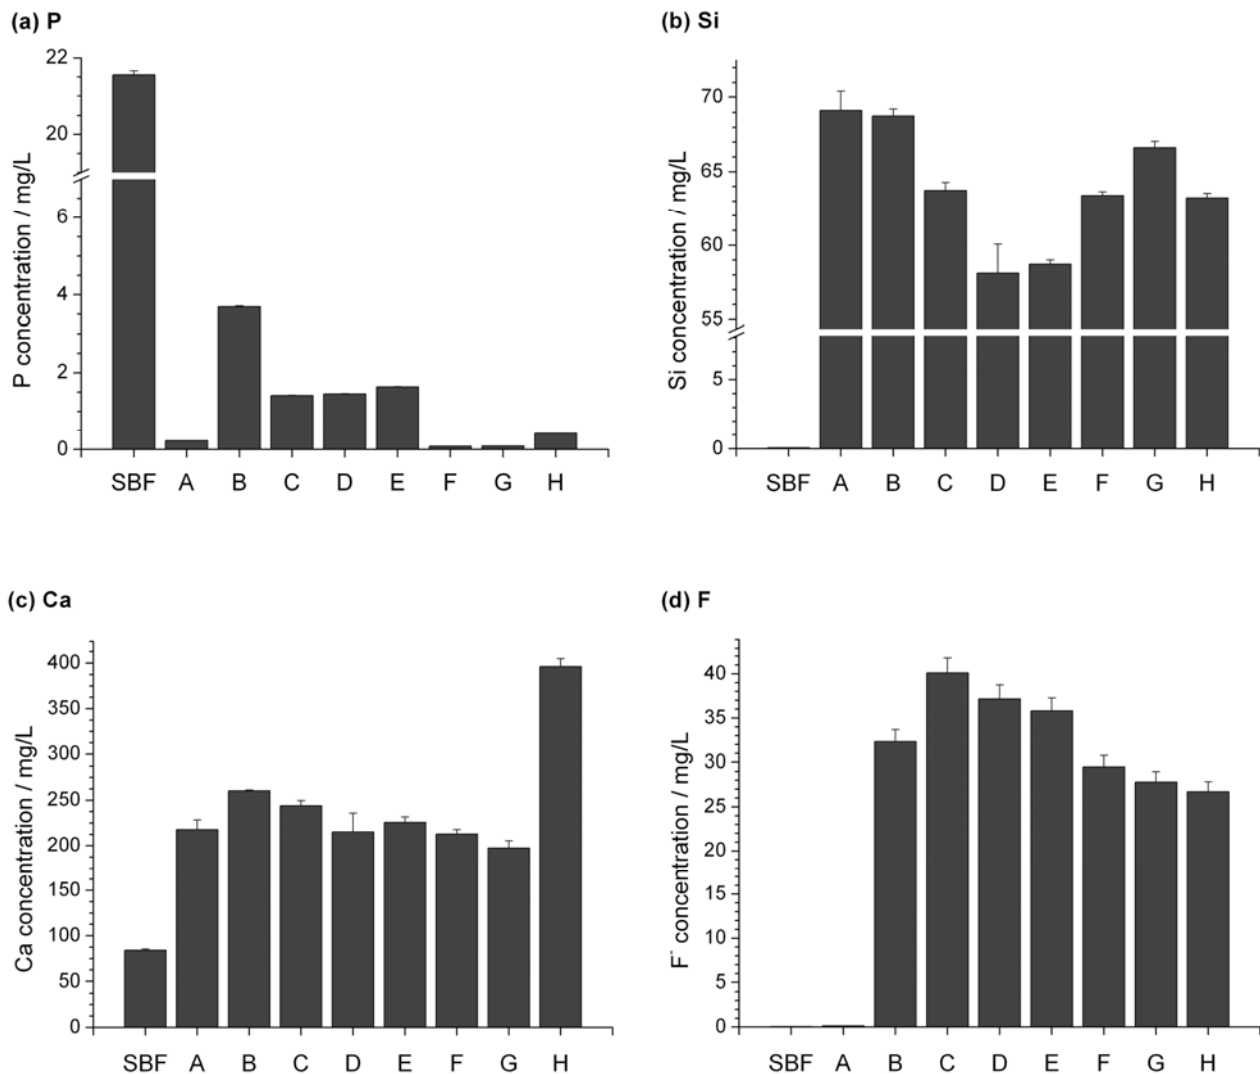 (a) P
P concentration / mg/L
22
20
6
4
2
0
SBF A B C D E F G H
(b) Si
Si concentration / mg/L
70
65
60
55
5
0
SBF A B C D E F G H
(c) Ca
Ca concentration / mg/L
400
350
300
250
200
150
100
50
0
SBF A B C D E F G H
(d) F
F⁻ concentration / mg/L
40
35
30
25
20
15
10
5
0
SBF A B C D E F G H